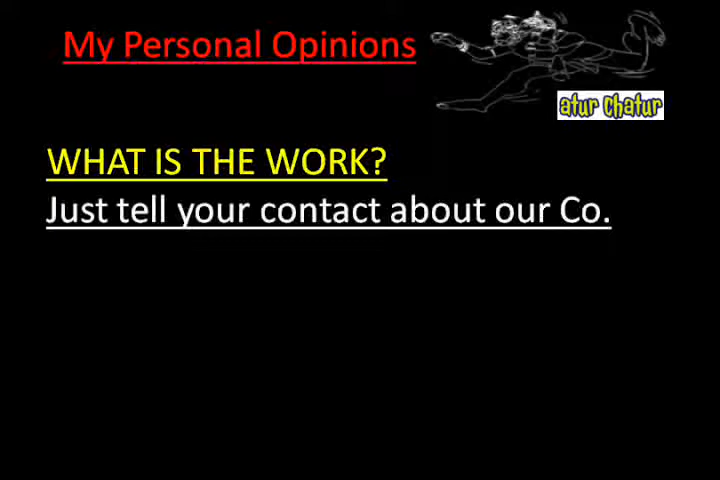 My Personal Opinions
atur chatur
WHAT IS THE WORK?
Just tell your contact about our Co.